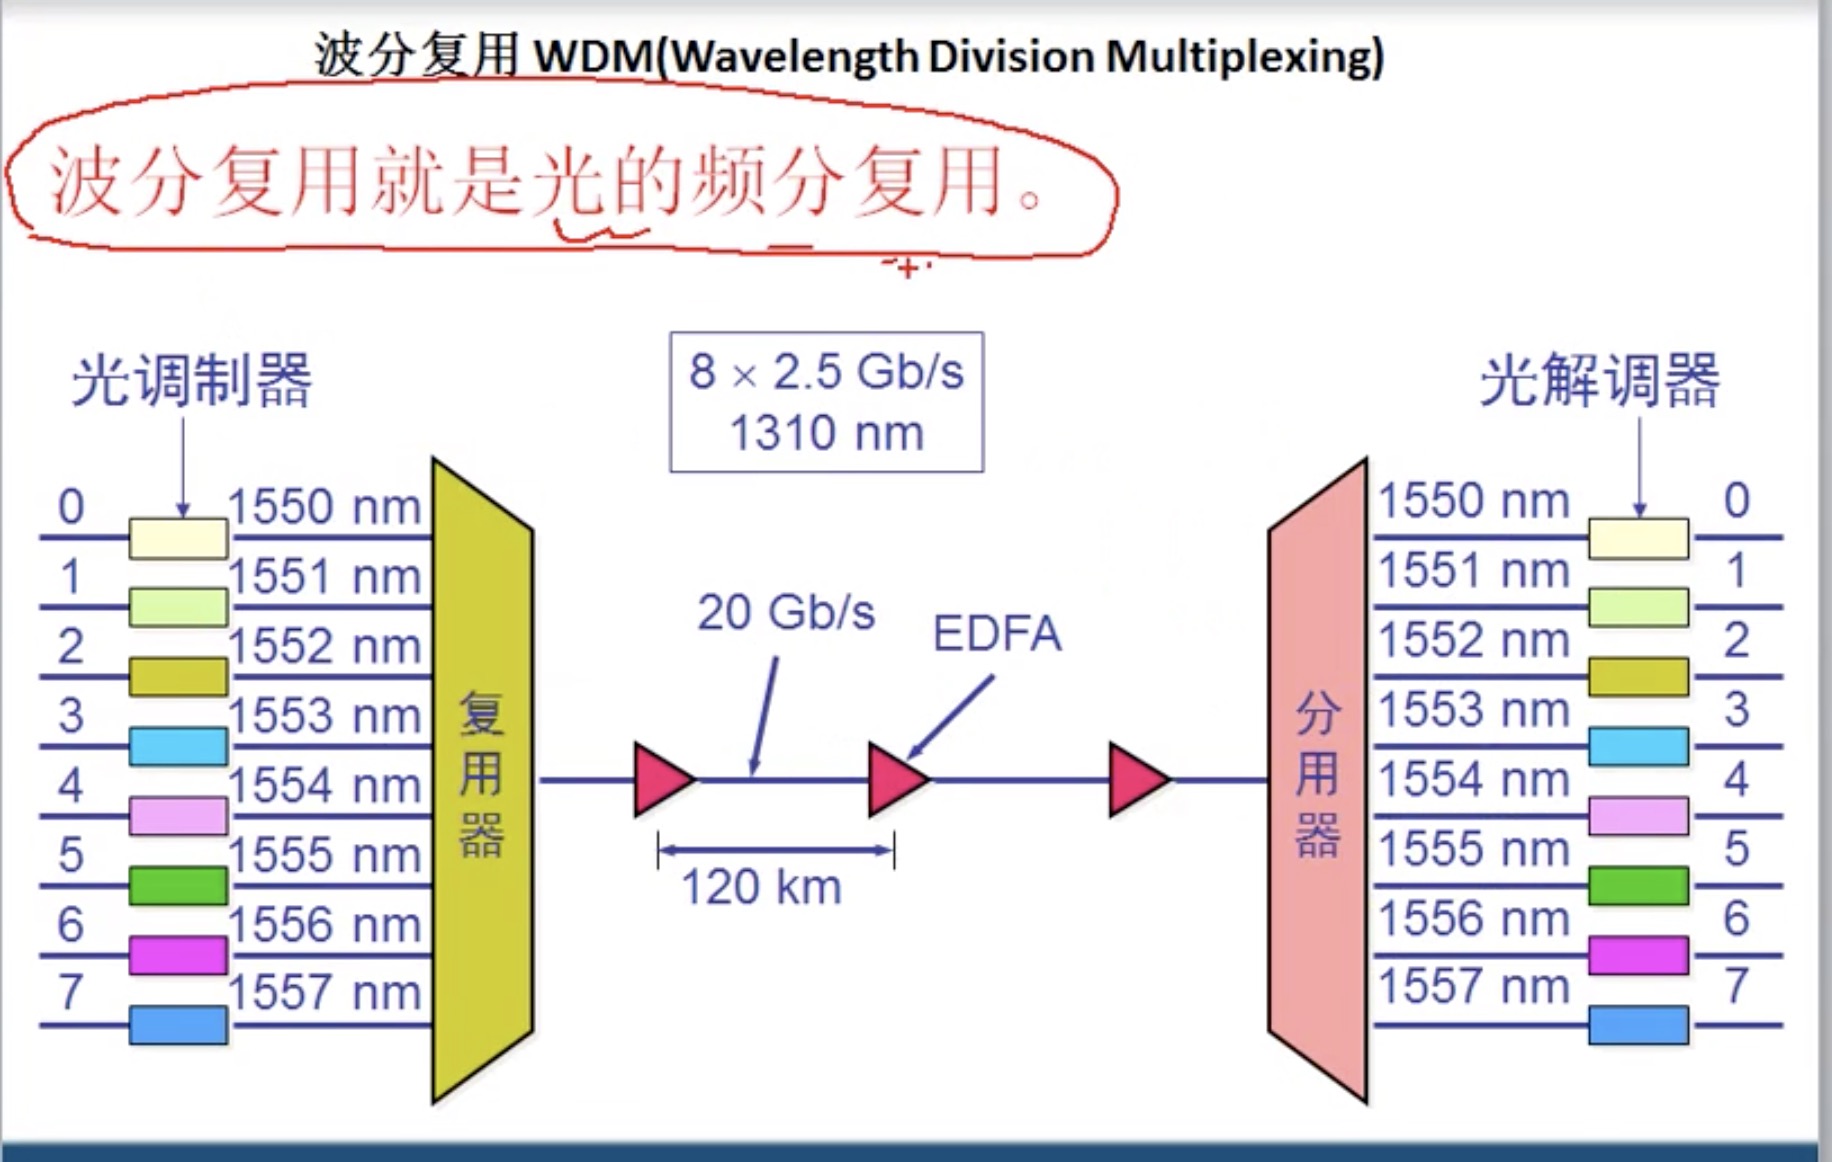 波分复用 WDM(Wavelength Division Multiplexing)
波分复用就是光的频分复用。
8 × 2.5 Gb/s
1310 nm
光调制器
光解调器
0 1550 nm
1 1551 nm
2 1552 nm
3 1553 nm
4 1554 nm
5 1555 nm
6 1556 nm
7 1557 nm
复用器
20 Gb/s
EDFA
120 km
分用器
1550 nm 0
1551 nm 1
1552 nm 2
1553 nm 3
1554 nm 4
1555 nm 5
1556 nm 6
1557 nm 7